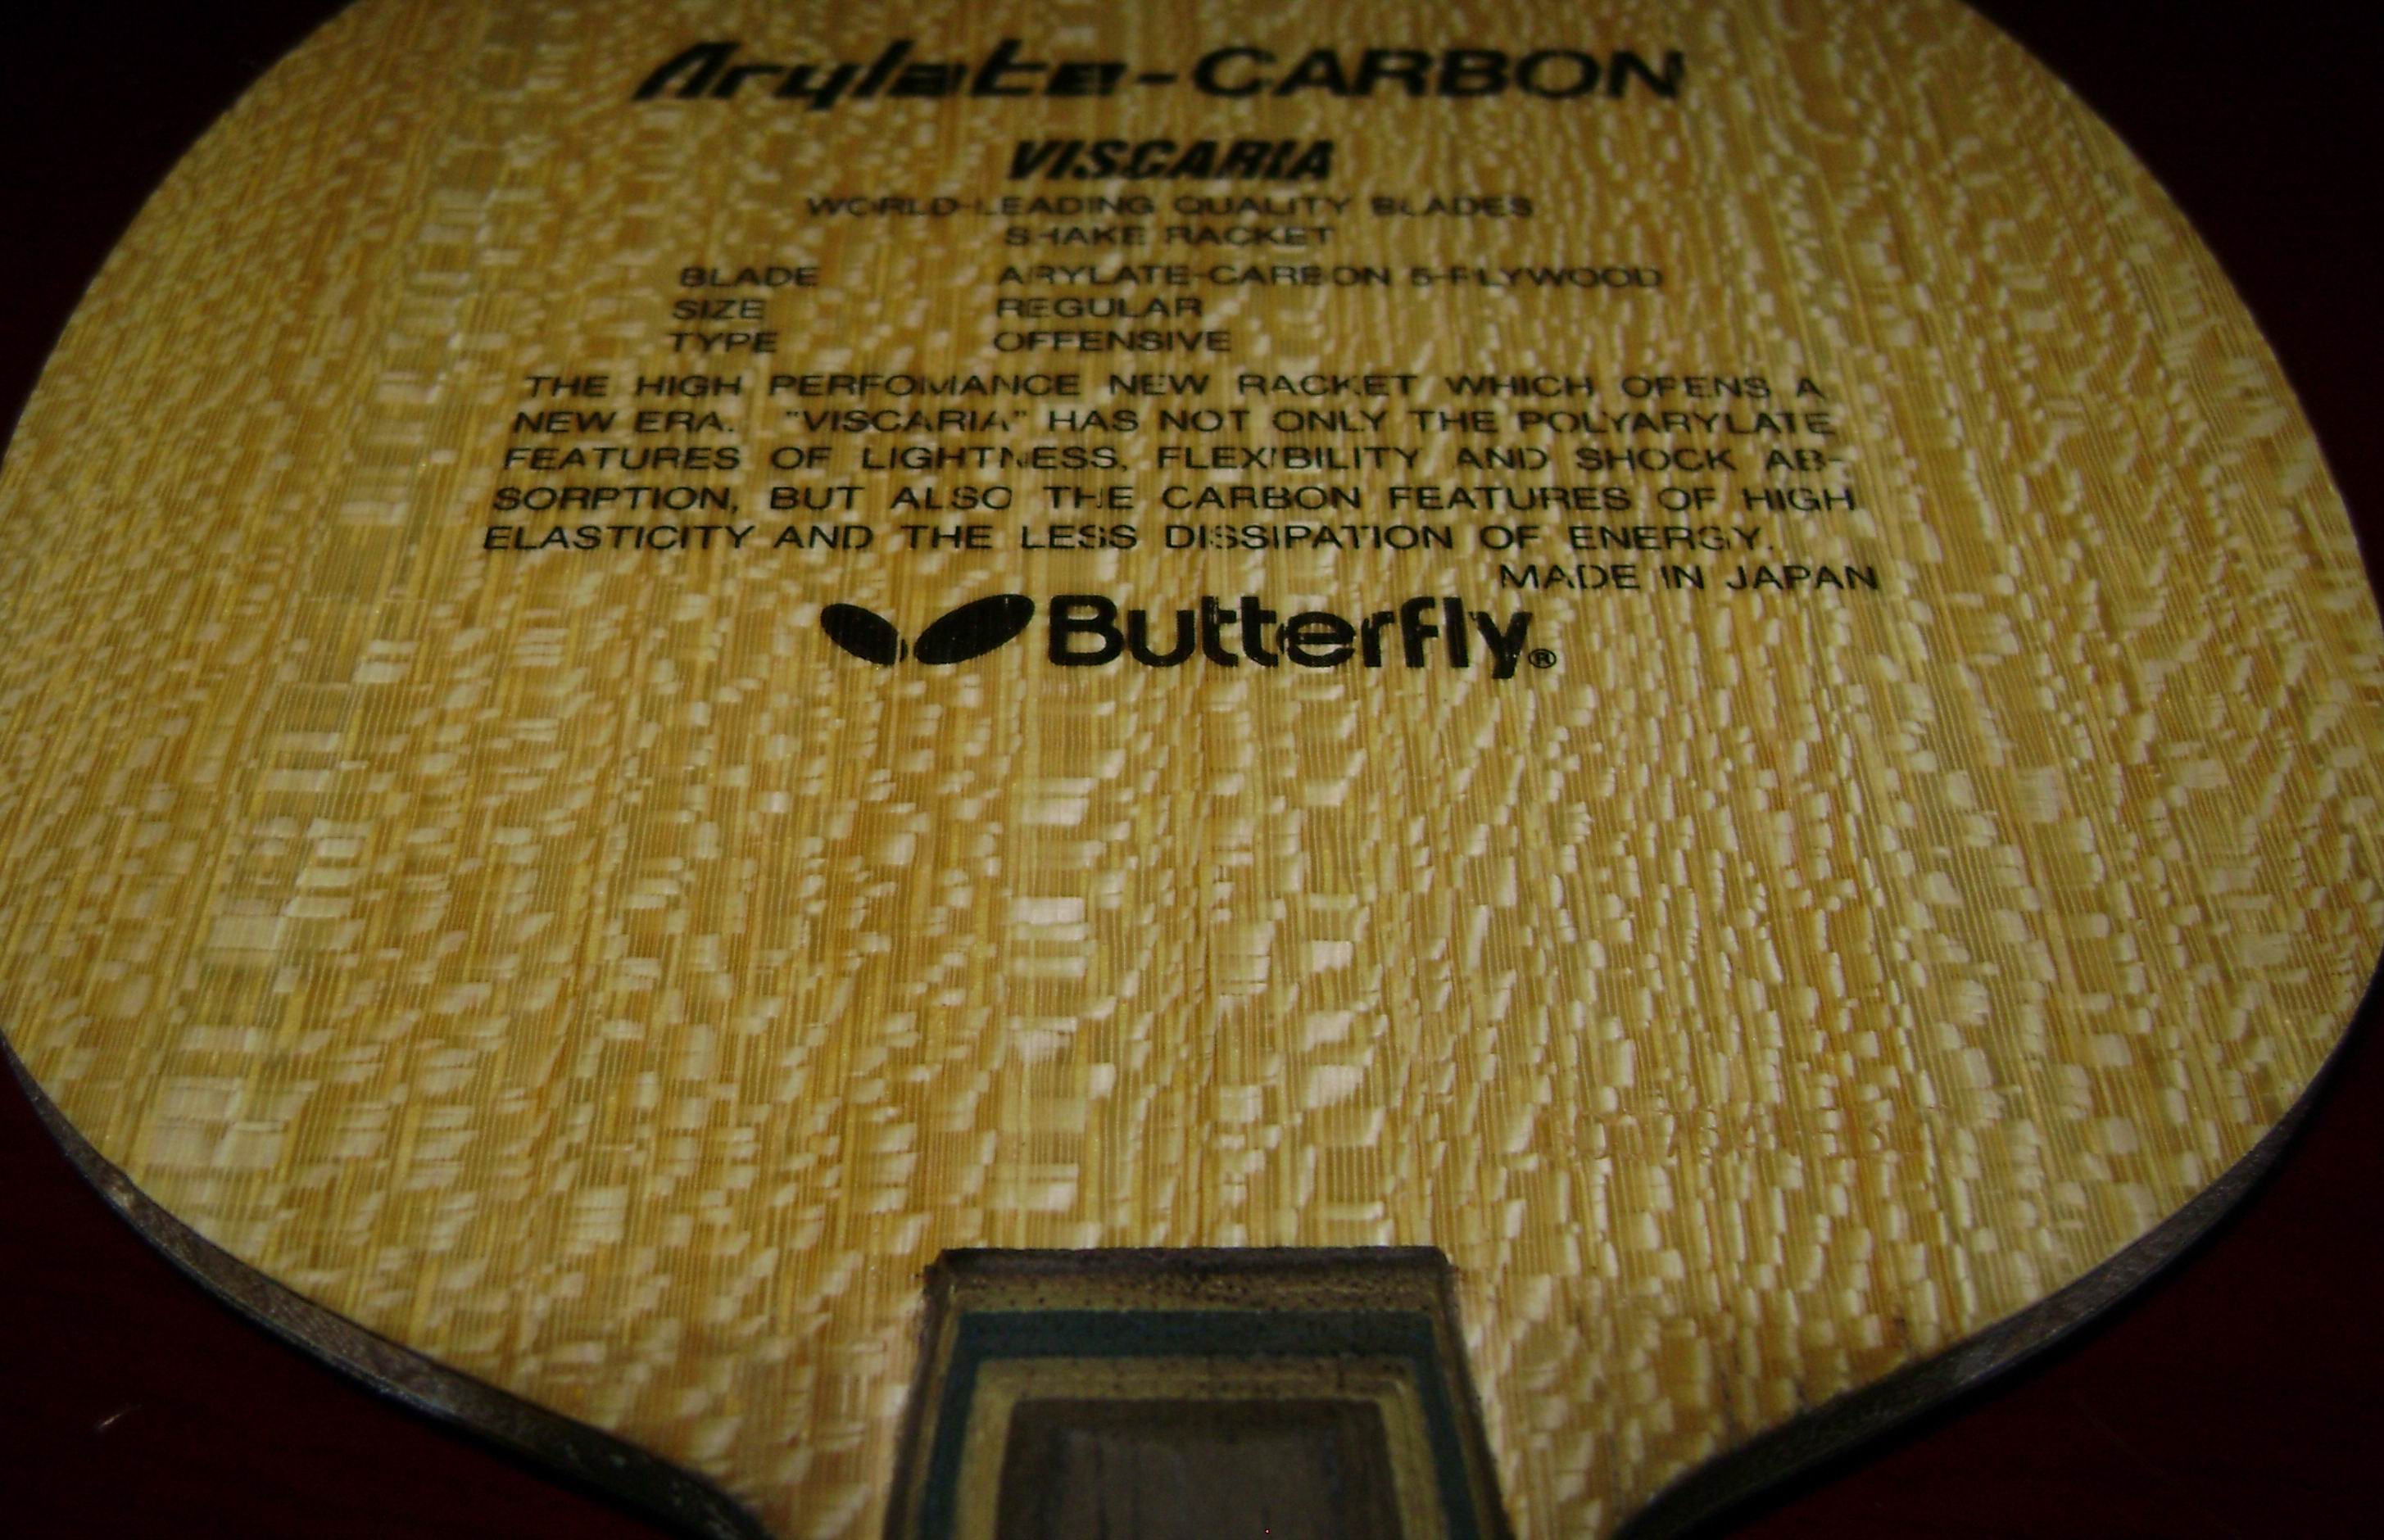 Arylate-CARBON
VISCARIA
WORLD-LEADING QUALITY BLADES
SHAKE RACKET
BLADE ARYLATE-CARBON 5-PLYWOOD
SIZE REGULAR
TYPE OFFENSIVE
THE HIGH PERFOMANCE NEW RACKET WHICH OPENS A
NEW ERA. "VISCARIA" HAS NOT ONLY THE POLYARYLATE
FEATURES OF LIGHTNESS, FLEXIBILITY AND SHOCK AB-
SORPTION, BUT ALSO THE CARBON FEATURES OF HIGH
ELASTICITY AND THE LESS DISSIPATION OF ENERGY.
MADE IN JAPAN
Butterfly®